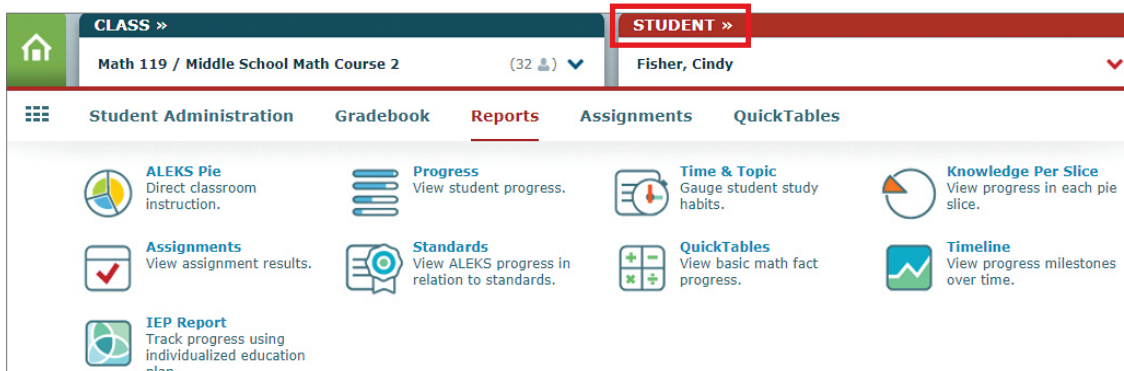 CLASS »
STUDENT »
Math 119 / Middle School Math Course 2
(32 )
Fisher, Cindy
Student Administration
Gradebook
Reports
Assignments
QuickTables
ALEKS Pie
Direct classroom
instruction.
Progress
View student progress.
Time & Topic
Gauge student study
habits.
Knowledge Per Slice
View progress in each pie
slice.
Assignments
View assignment results.
Standards
View ALEKS progress in
relation to standards.
QuickTables
View basic math fact
progress.
Timeline
View progress milestones
over time.
IEP Report
Track progress using
individualized education
plan